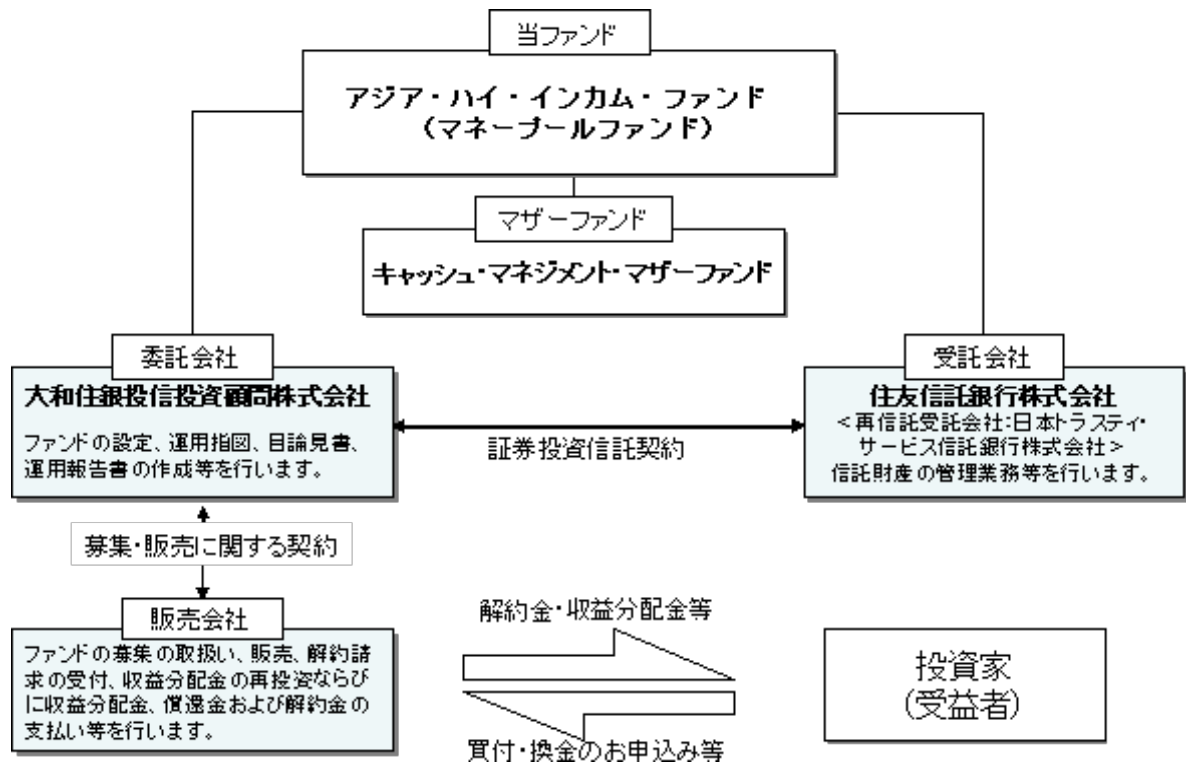 当ファンド
アジア・ハイ・インカム・ファンド
（マネープールファンド）
マザーファンド
キャッシュ・マネジメント・マザーファンド
委託会社
大和住銀投信投資顧問株式会社
ファンドの設定、運用指図、目論見書、
運用報告書の作成等を行います。
証券投資信託契約
受託会社
住友信託銀行株式会社
＜再信託受託会社：日本トラスティ・
サービス信託銀行株式会社＞
信託財産の管理業務等を行います。
募集・販売に関する契約
販売会社
ファンドの募集の取扱い、販売、解約請
求の受付、収益分配金の再投資ならび
に収益分配金、償還金および解約金の
支払い等を行います。
解約金・収益分配金等
買付・換金のお申込み等
投資家
（受益者）